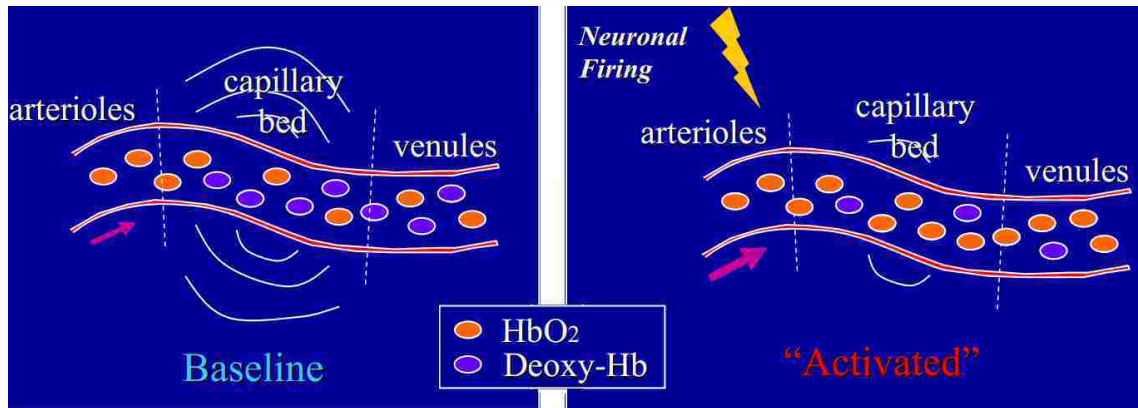 arterioles
capillary
bed
venules
Baseline
Neuronal
Firing
arterioles
capillary
bed
venules
“Activated”
HbO₂
Deoxy-Hb